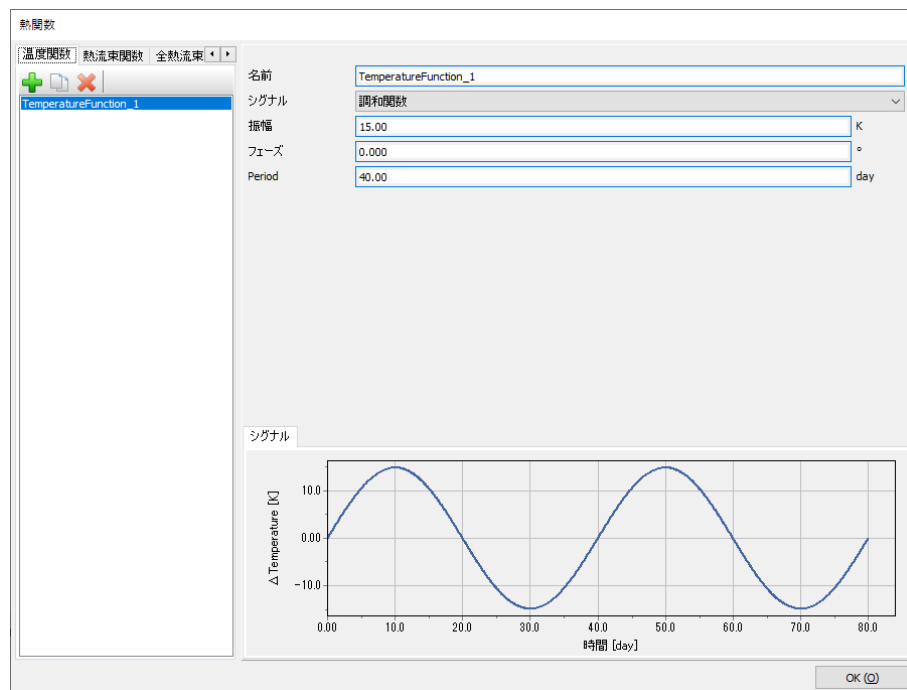 熱関数
温度関数 熱流束関数 全熱流束
TemperatureFunction_1
名前 TemperatureFunction_1
シグナル 調和関数
振幅 15.00 K
フェーズ 0.000 °
Period 40.00 day
シグナル
Δ Temperature [K]
10.0
0.00
-10.0
0.00 10.0 20.0 30.0 40.0 50.0 60.0 70.0 80.0
時間 [day]
OK (O)